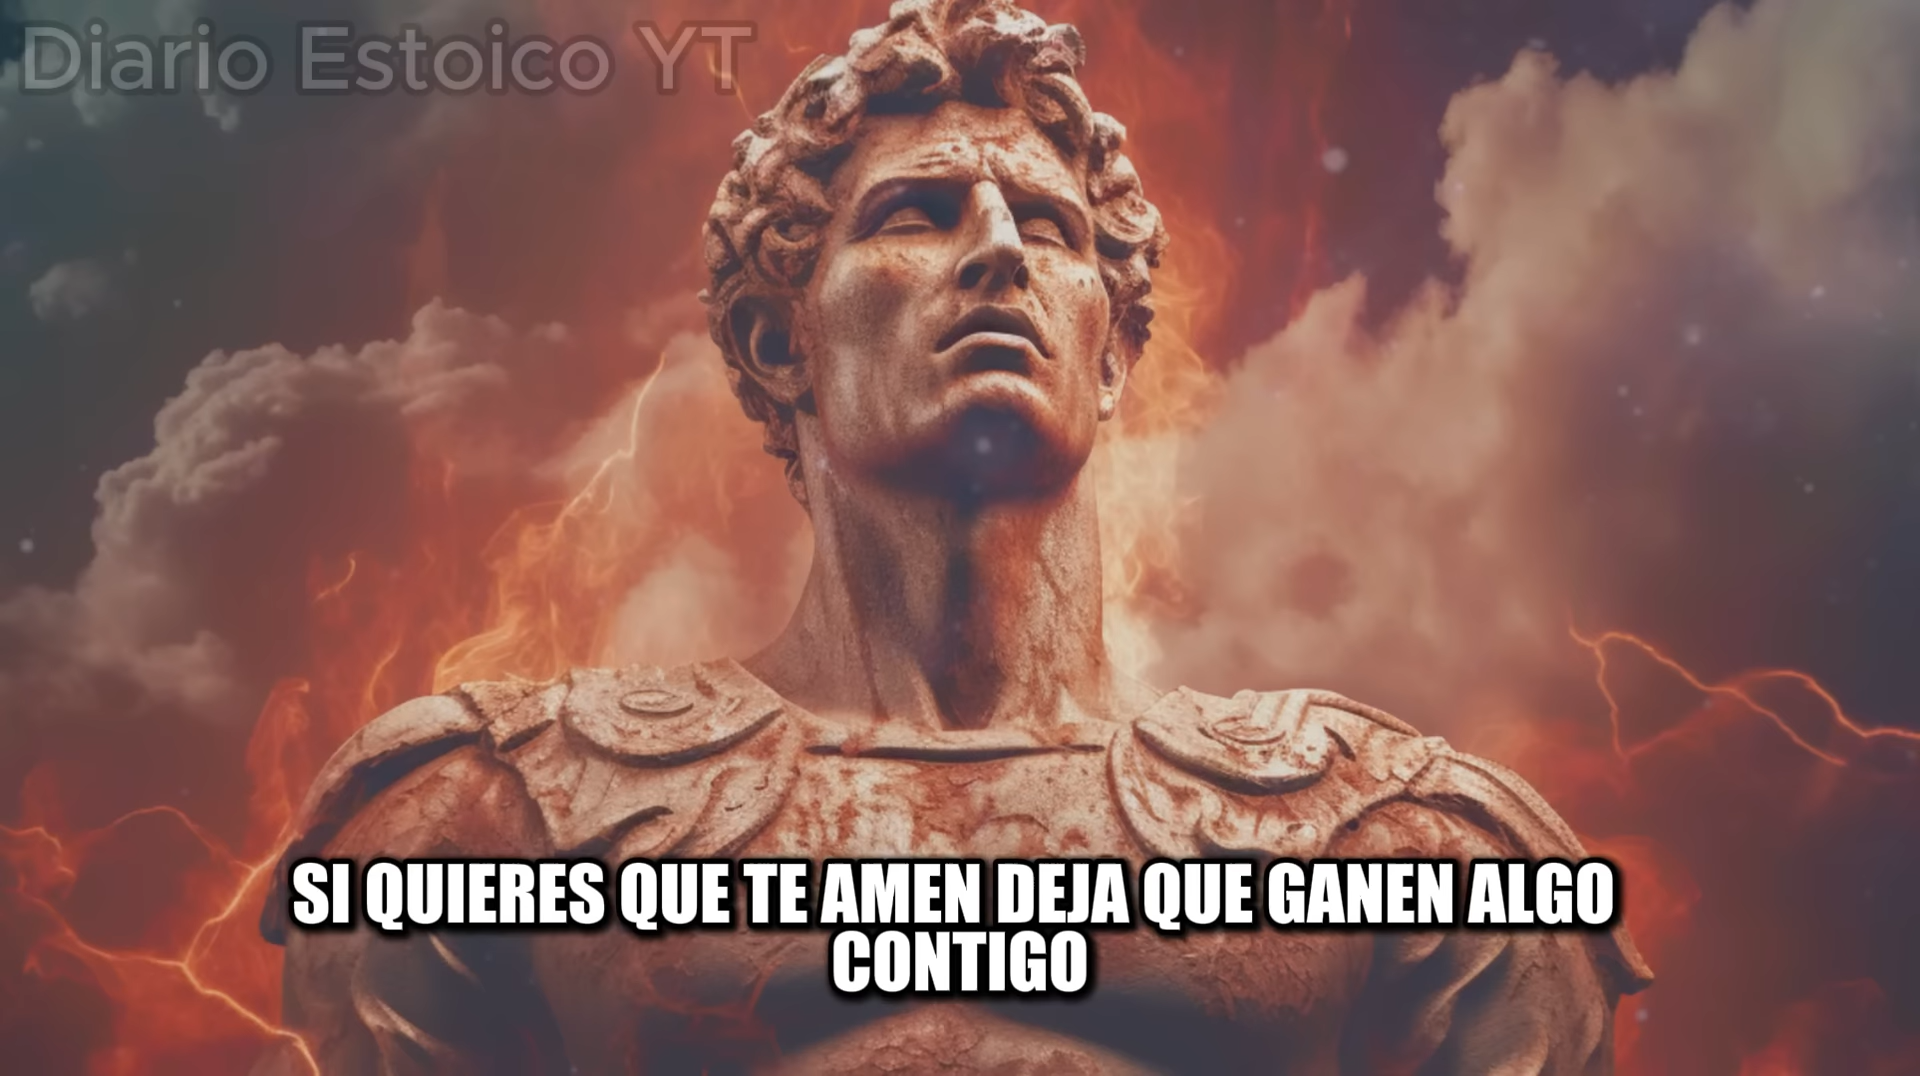 Diario Estoico YT
SI QUIERES QUE TE AMEN DEJA QUE GANEN ALGO
CONTIGO